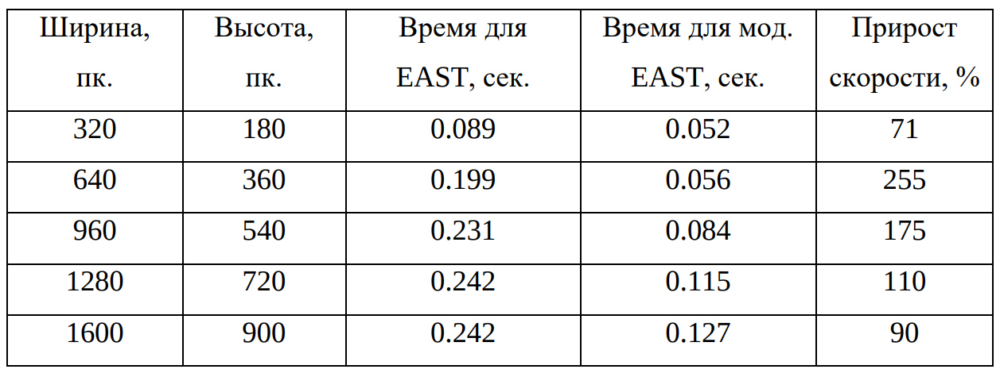 Ширина, пк. Высота, пк. Время для EAST, сек. Время для мод. EAST, сек. Прирост скорости, %
320 180 0.089 0.052 71
640 360 0.199 0.056 255
960 540 0.231 0.084 175
1280 720 0.242 0.115 110
1600 900 0.242 0.127 90